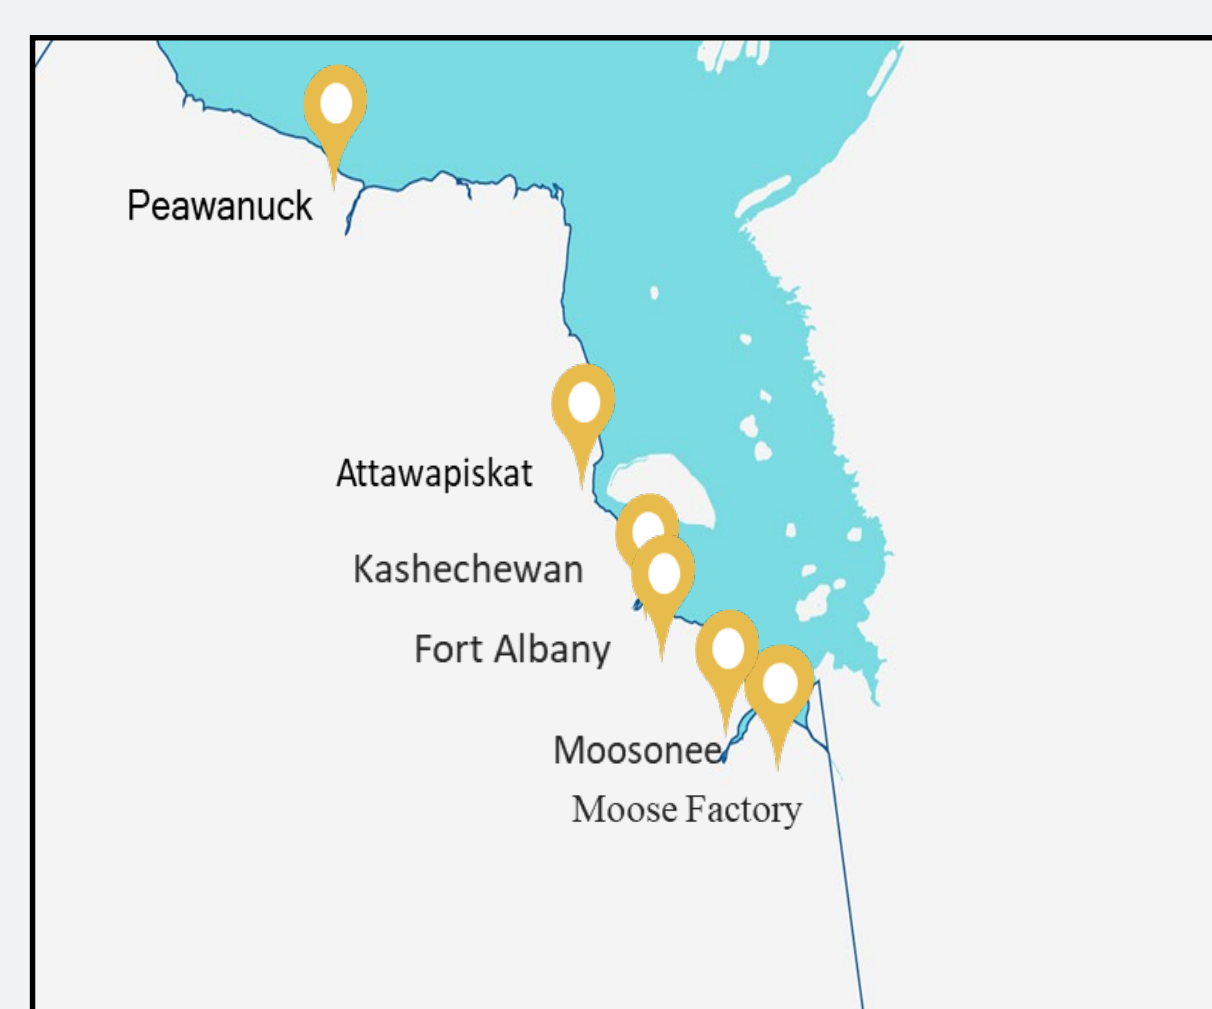 Peawanuck
Attawapiskat
Kashechewan
Fort Albany
Moosonee
Moose Factory